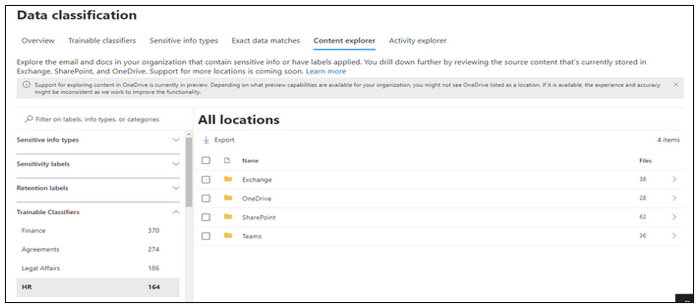 Data classification
Overview Trainable classifiers Sensitive info types Exact data matches Content explorer Activity explorer
Explore the email and docs in your organization that contain sensitive info or have labels applied. You drill down further by reviewing the source content that's currently stored in
Exchange, SharePoint, and OneDrive. Support for more locations is coming soon. Learn more
Support for exploring content in OneDrive is currently in preview. Depending on what preview capabilities are available for your organization, you might not see OneDrive listed as a location. If it is available, the experience and accuracy
might be inconsistent as we work to improve the functionality.
Filter on labels, info types, or categories
Sensitive info types
Sensitivity labels
Retention labels
Trainable Classifiers
Finance 370
Agreements 274
Legal Affairs 186
HR 164
All locations
Export 4 items
Name Files
Exchange 38
OneDrive 28
SharePoint 62
Teams 36